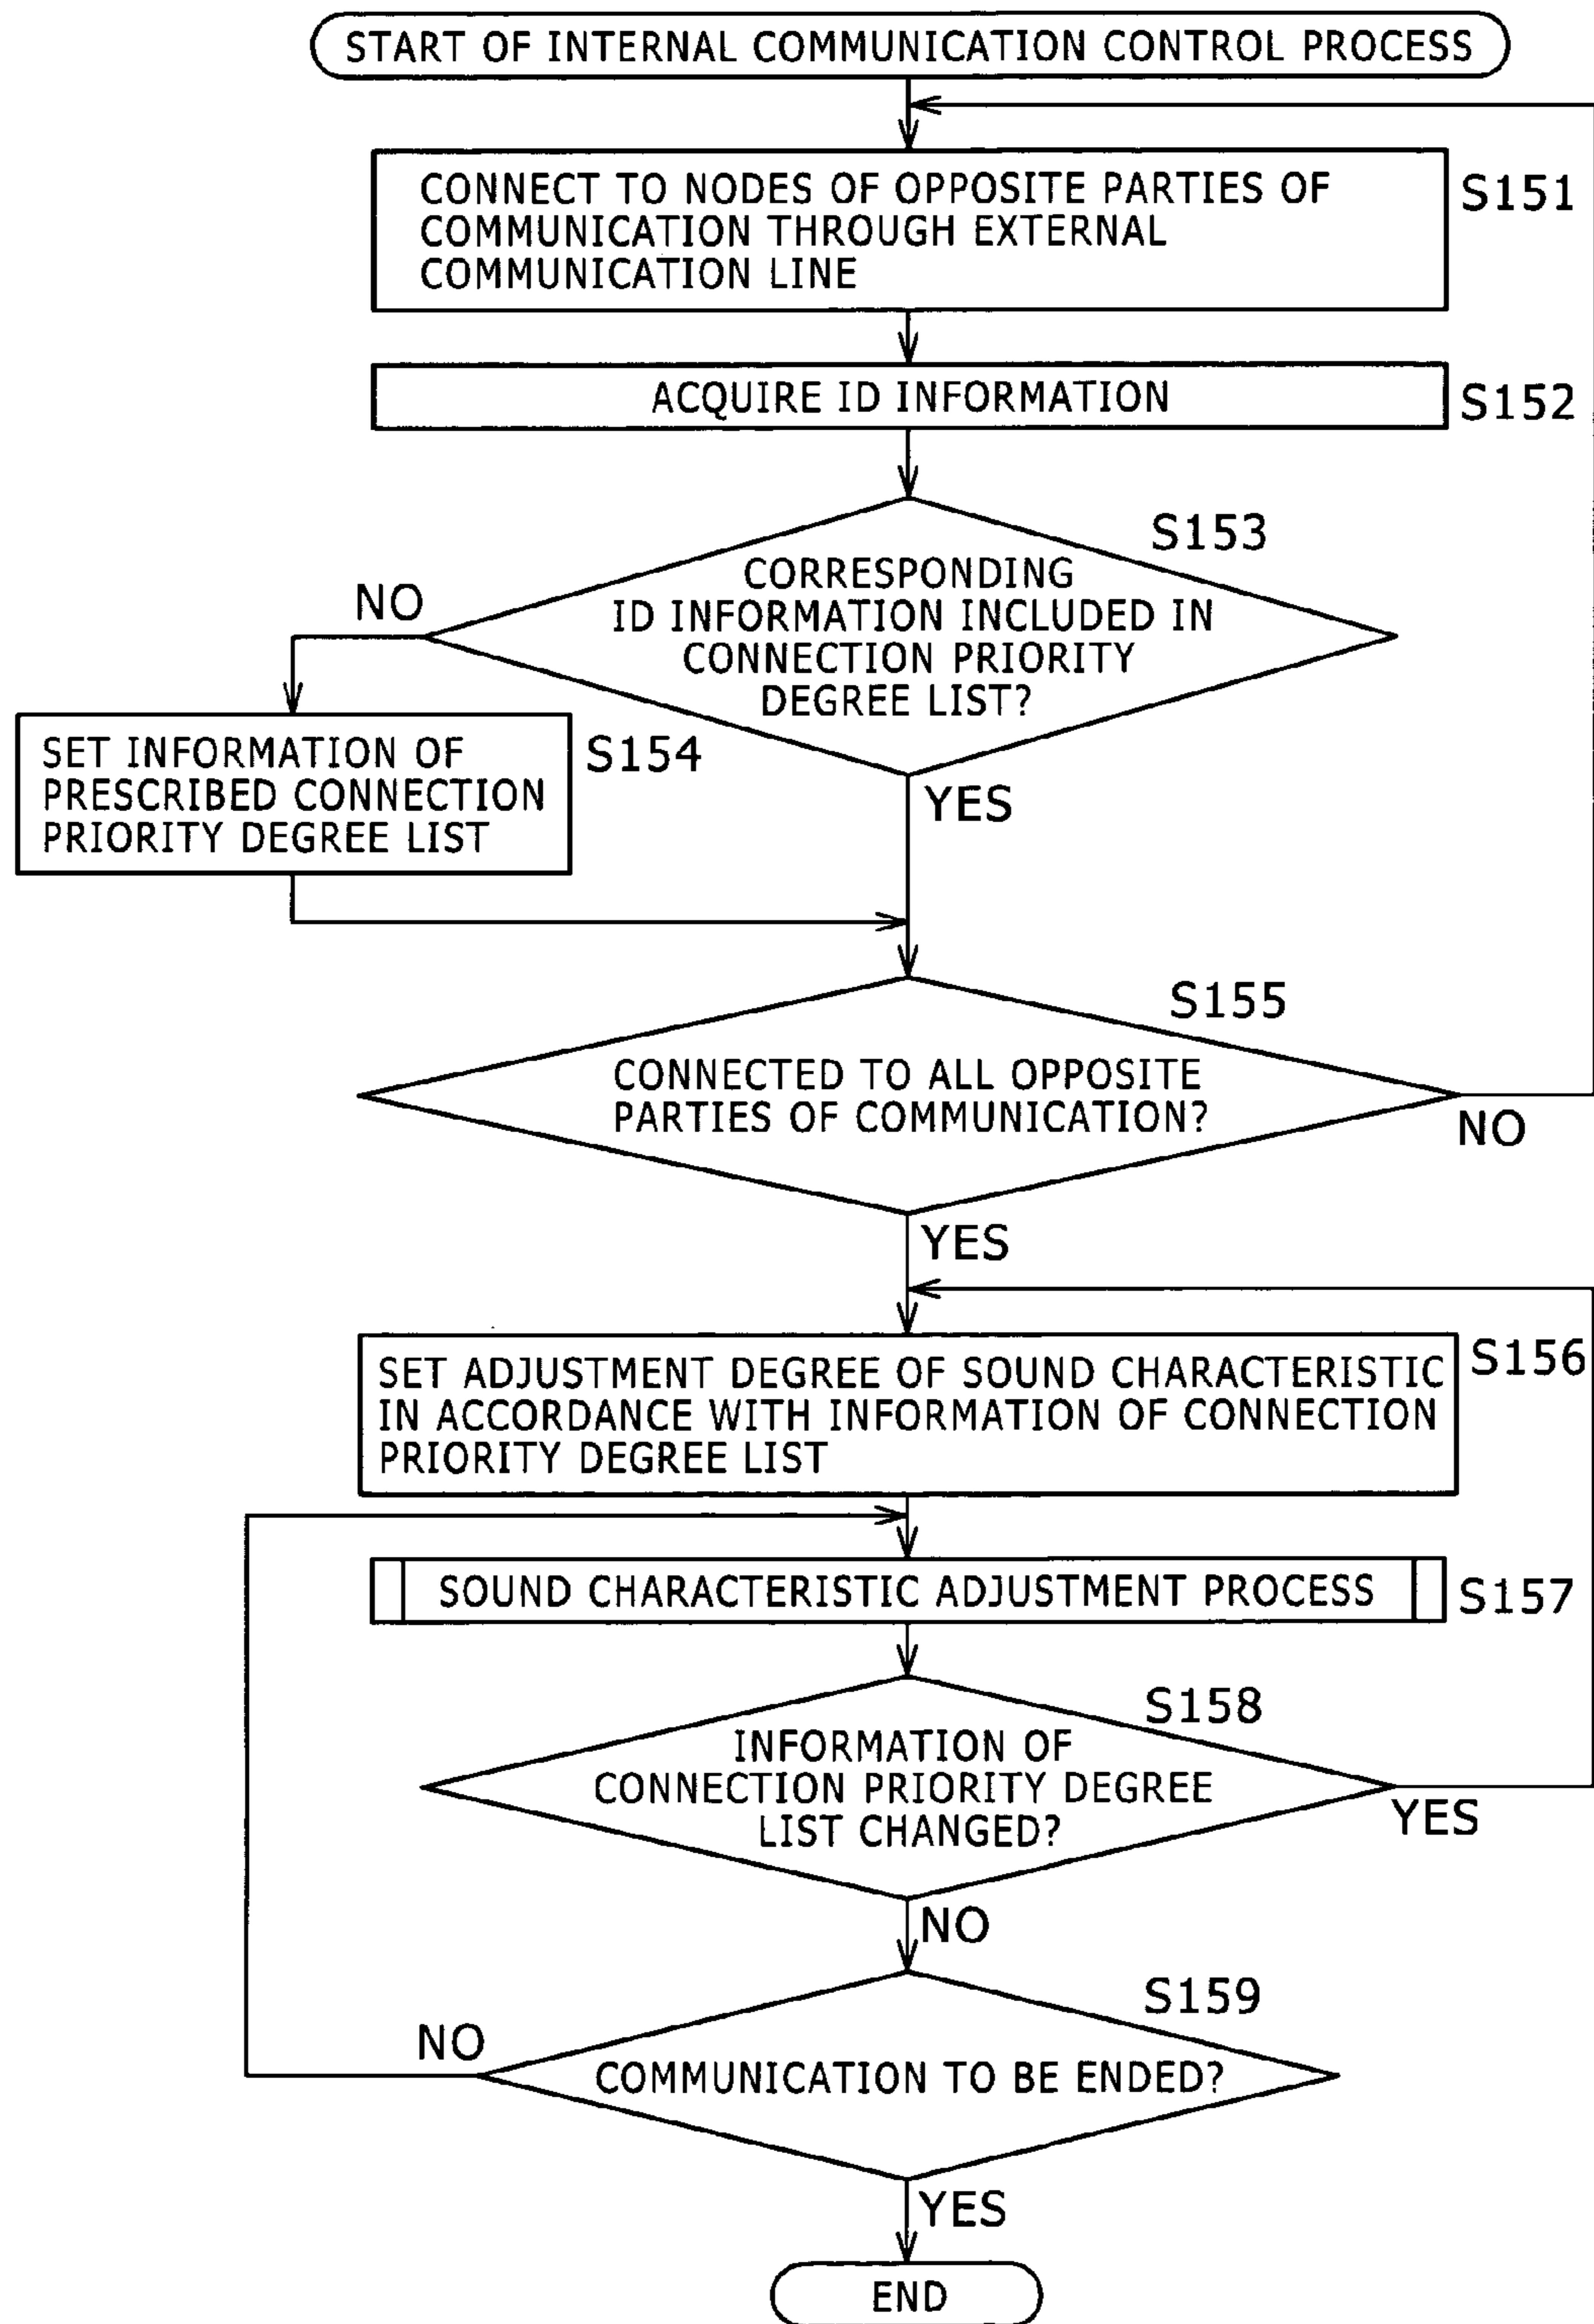 START OF INTERNAL COMMUNICATION CONTROL PROCESS
CONNECT TO NODES OF OPPOSITE PARTIES OF
COMMUNICATION THROUGH EXTERNAL
COMMUNICATION LINE
S151
ACQUIRE ID INFORMATION
S152
S153
CORRESPONDING
ID INFORMATION INCLUDED IN
CONNECTION PRIORITY
DEGREE LIST?
NO
SET INFORMATION OF
PRESCRIBED CONNECTION
PRIORITY DEGREE LIST
S154
YES
S155
CONNECTED TO ALL OPPOSITE
PARTIES OF COMMUNICATION?
NO
YES
SET ADJUSTMENT DEGREE OF SOUND CHARACTERISTIC
IN ACCORDANCE WITH INFORMATION OF CONNECTION
PRIORITY DEGREE LIST
S156
SOUND CHARACTERISTIC ADJUSTMENT PROCESS
S157
S158
INFORMATION OF
CONNECTION PRIORITY DEGREE
LIST CHANGED?
YES
NO
S159
NO
COMMUNICATION TO BE ENDED?
YES
END